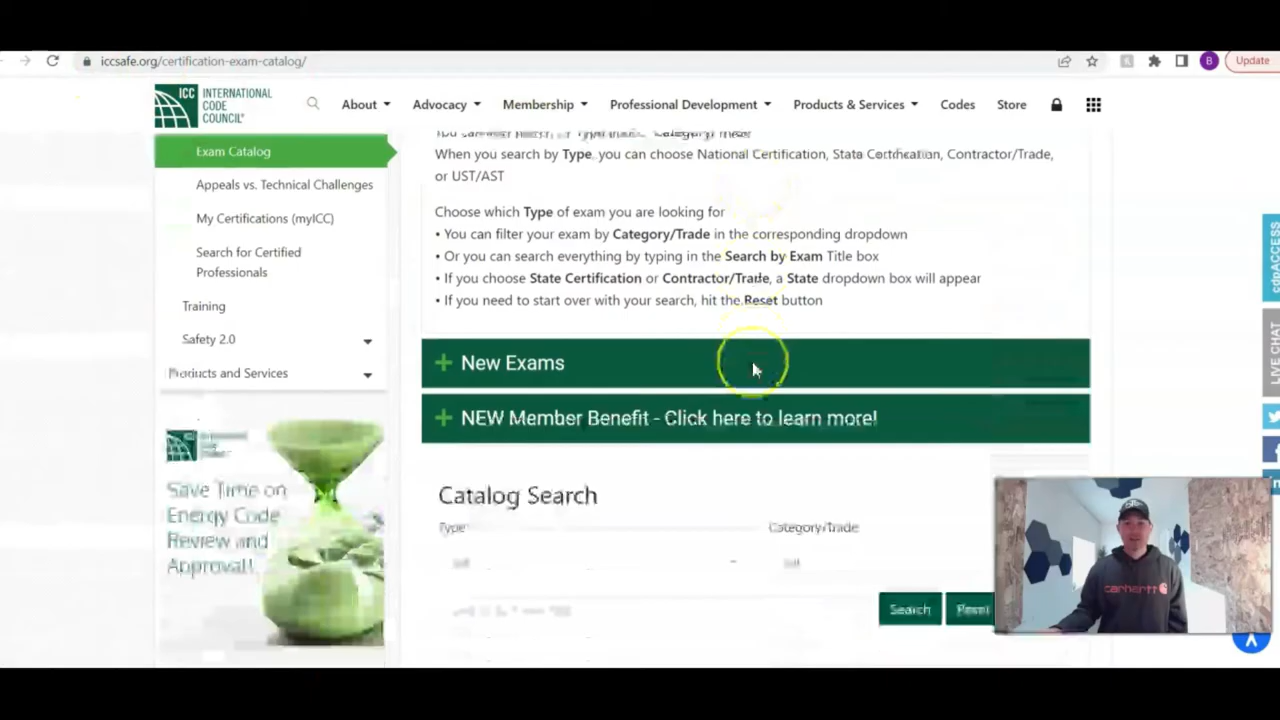 iccsafe.org/certification-exam-catalog/
B
Update
ICC INTERNATIONAL
CODE
COUNCIL
About
Advocacy
Membership
Professional Development
Products & Services
Codes
Store
Exam Catalog
Appeals vs. Technical Challenges
My Certifications (myICC)
Search for Certified
Professionals
Training
Safety 2.0
Products and Services
INTERNATIONAL
Save Time on
Energy Code
Review and
Approval!
When you search by Type, you can choose National Certification, State Certification, Contractor/Trade,
or UST/AST
Choose which Type of exam you are looking for
• You can filter your exam by Category/Trade in the corresponding dropdown
• Or you can search everything by typing in the Search by Exam Title box
• If you choose State Certification or Contractor/Trade, a State dropdown box will appear
• If you need to start over with your search, hit the Reset button
+ New Exams
+ NEW Member Benefit - Click here to learn more!
Catalog Search
Type
Category/Trade
Search
Reset
cdpACCESS
LIVE CHAT
carhartt